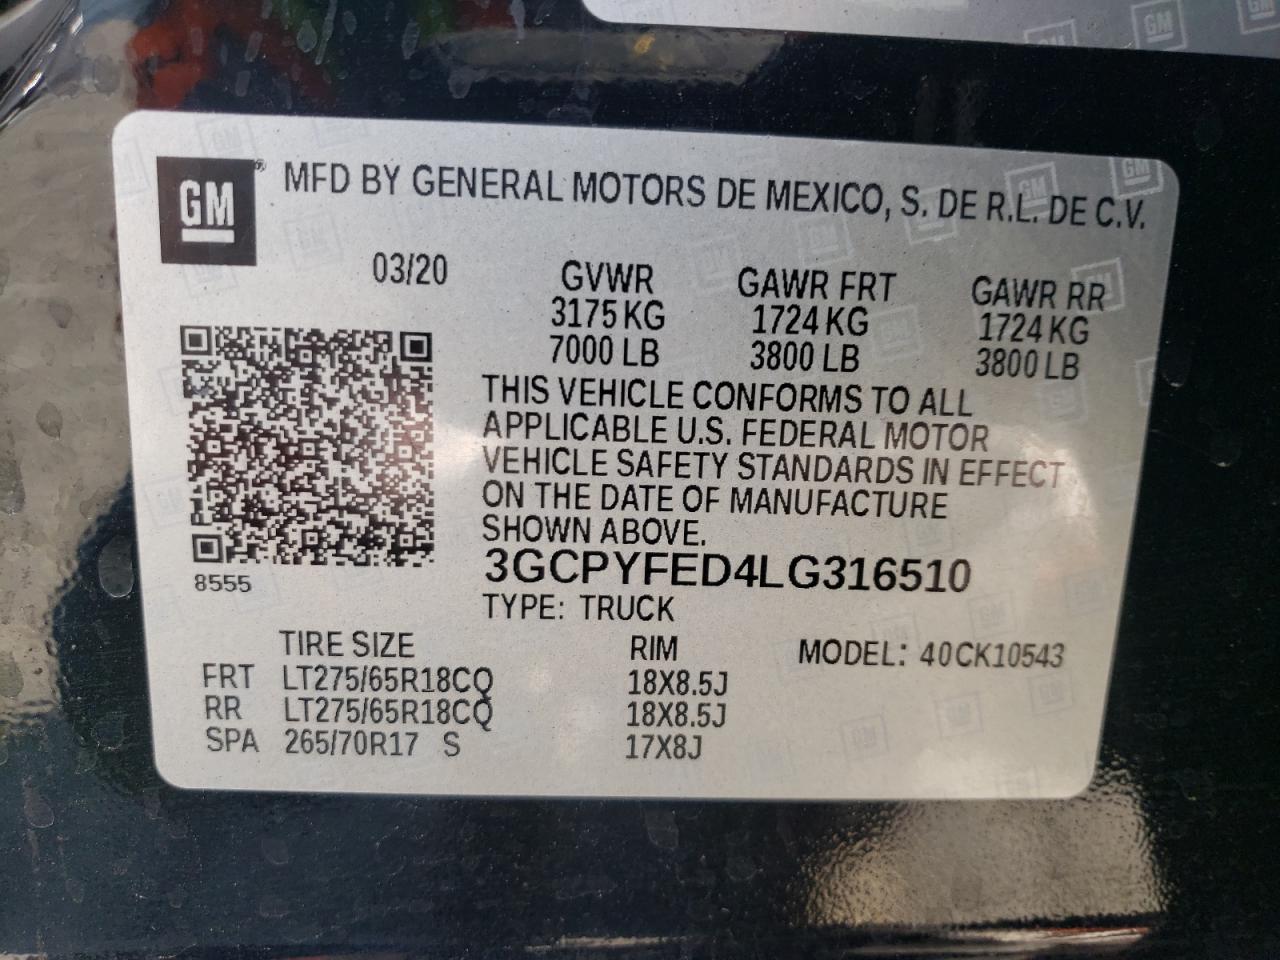 GM® MFD BY GENERAL MOTORS DE MEXICO, S. DE R.L. DE C.V.
03/20 GVWR GAWR FRT GAWR RR
3175 KG 1724 KG 1724 KG
7000 LB 3800 LB 3800 LB
THIS VEHICLE CONFORMS TO ALL
APPLICABLE U.S. FEDERAL MOTOR
VEHICLE SAFETY STANDARDS IN EFFECT
ON THE DATE OF MANUFACTURE
SHOWN ABOVE.
3GCPYFED4LG316510
8555
TYPE: TRUCK
TIRE SIZE RIM MODEL: 40CK10543
FRT LT275/65R18CQ 18X8.5J
RR LT275/65R18CQ 18X8.5J
SPA 265/70R17 S 17X8J